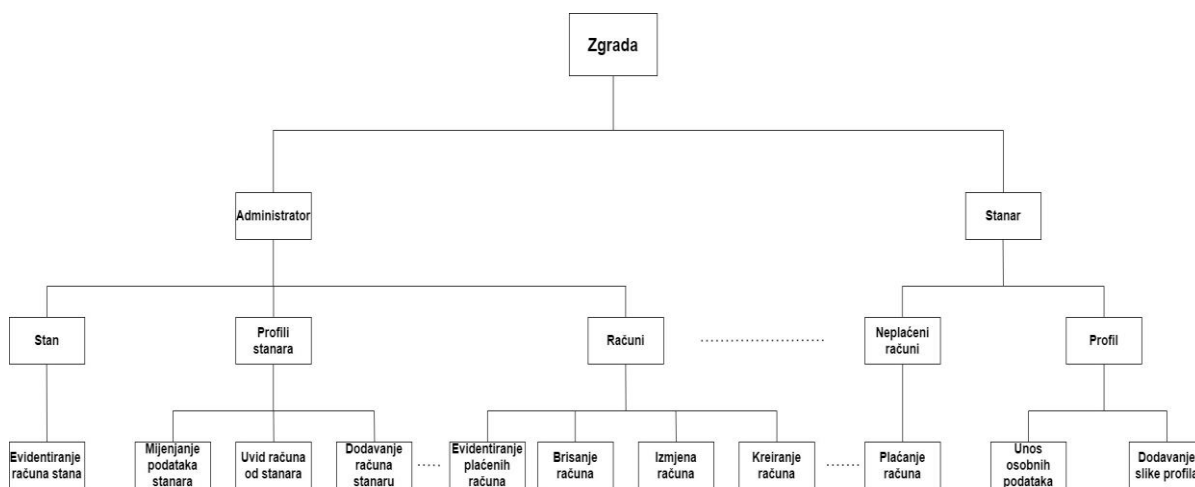 Zgrada
Administrator
Stanar
Stan
Profili
stanara
Računi
Neplaćeni
računi
Profil
Evidentiranje
računa stana
Mijenjanje
podataka
stanara
Uvid računa
od stanara
Dodavanje
računa
stanaru
Evidentiranje
plaćenih
računa
Brisanje
računa
Izmjena
računa
Kreiranje
računa
Plaćanje
računa
Unos
osobnih
podataka
Dodavanje
slike profila